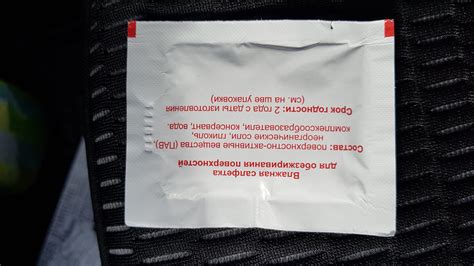 Влажная салфетка
для обезжиривания поверхностей
Состав: поверхностно-активные вещества (ПАВ),
неорганические соли, гликоль,
комплексообразователи, консервант, вода.
Срок годности: 2 года с даты изготовления
(см. на шве упаковки)